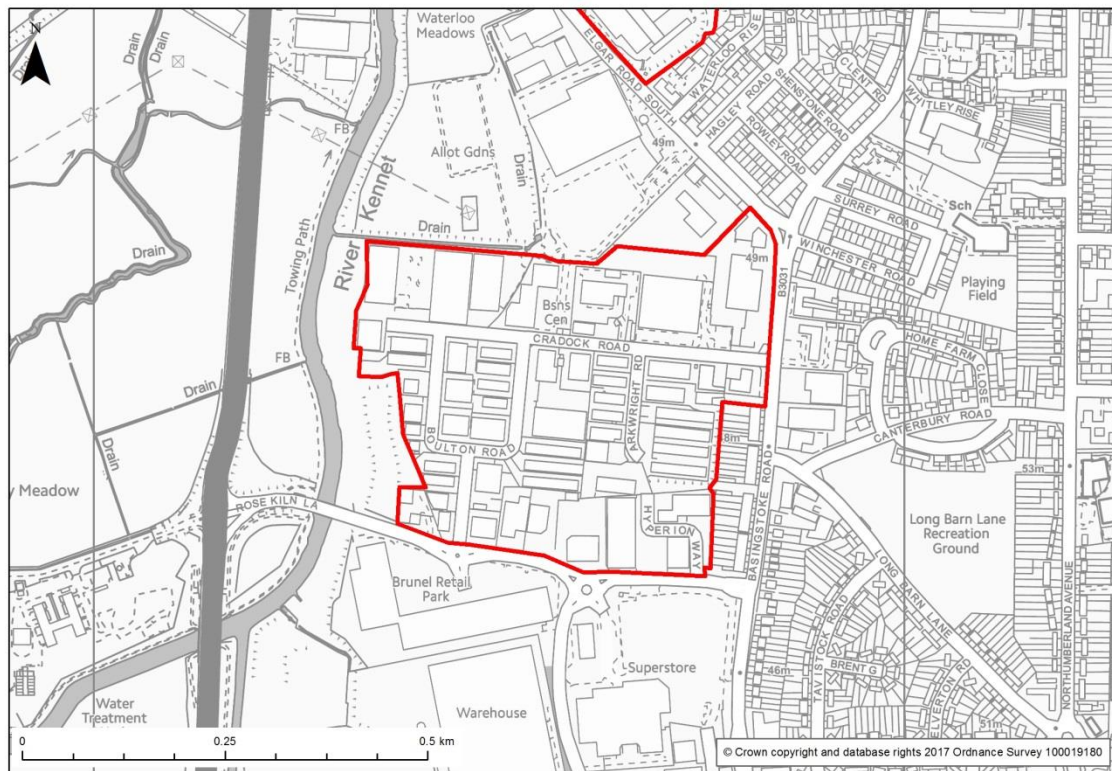 N
Drain
Drain
Drain
Waterloo
Meadows
ELGAR ROAD SOUTH
WATERLOO RISE
HAGLEY ROAD
SHENSTONE ROAD
ROWLEY ROAD
CLENT RD
WHITLEY RISE
FB
Allot Gdns
Drain
49m
Towing Path
River Kennet
Drain
Drain
Sch
SURREY ROAD
WINCHESTER ROAD
49m
B3031
Playing
Field
Bsns
Cen
CRADOCK ROAD
ARKWRIGHT RD
HOME FARM CLOSE
FB
Drain
CANTERBURY ROAD
Drain
BOULTON ROAD
48m
BASINGSTOKE ROAD
53m
Meadow
ROSE KILN LA
HYPERION WAY
Long Barn Lane
Recreation
Ground
LONG BARN LANE
NORTHUMBERLAND AVENUE
Brunel Retail
Park
TAVISTOCK ROAD
Superstore
46m
BRENT G
ELVERTON RD
51m
Water
Treatment
Warehouse
0 0.25 0.5 km
© Crown copyright and database rights 2017 Ordnance Survey 100019180